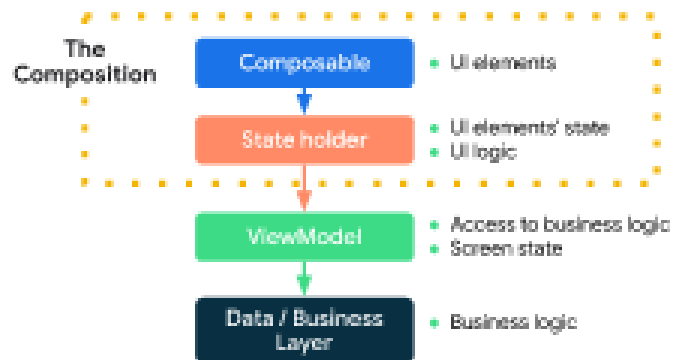 The
Composition
Composable
UI elements
State holder
UI elements' state
UI logic
ViewModel
Access to business logic
Screen state
Data / Business
Layer
Business logic